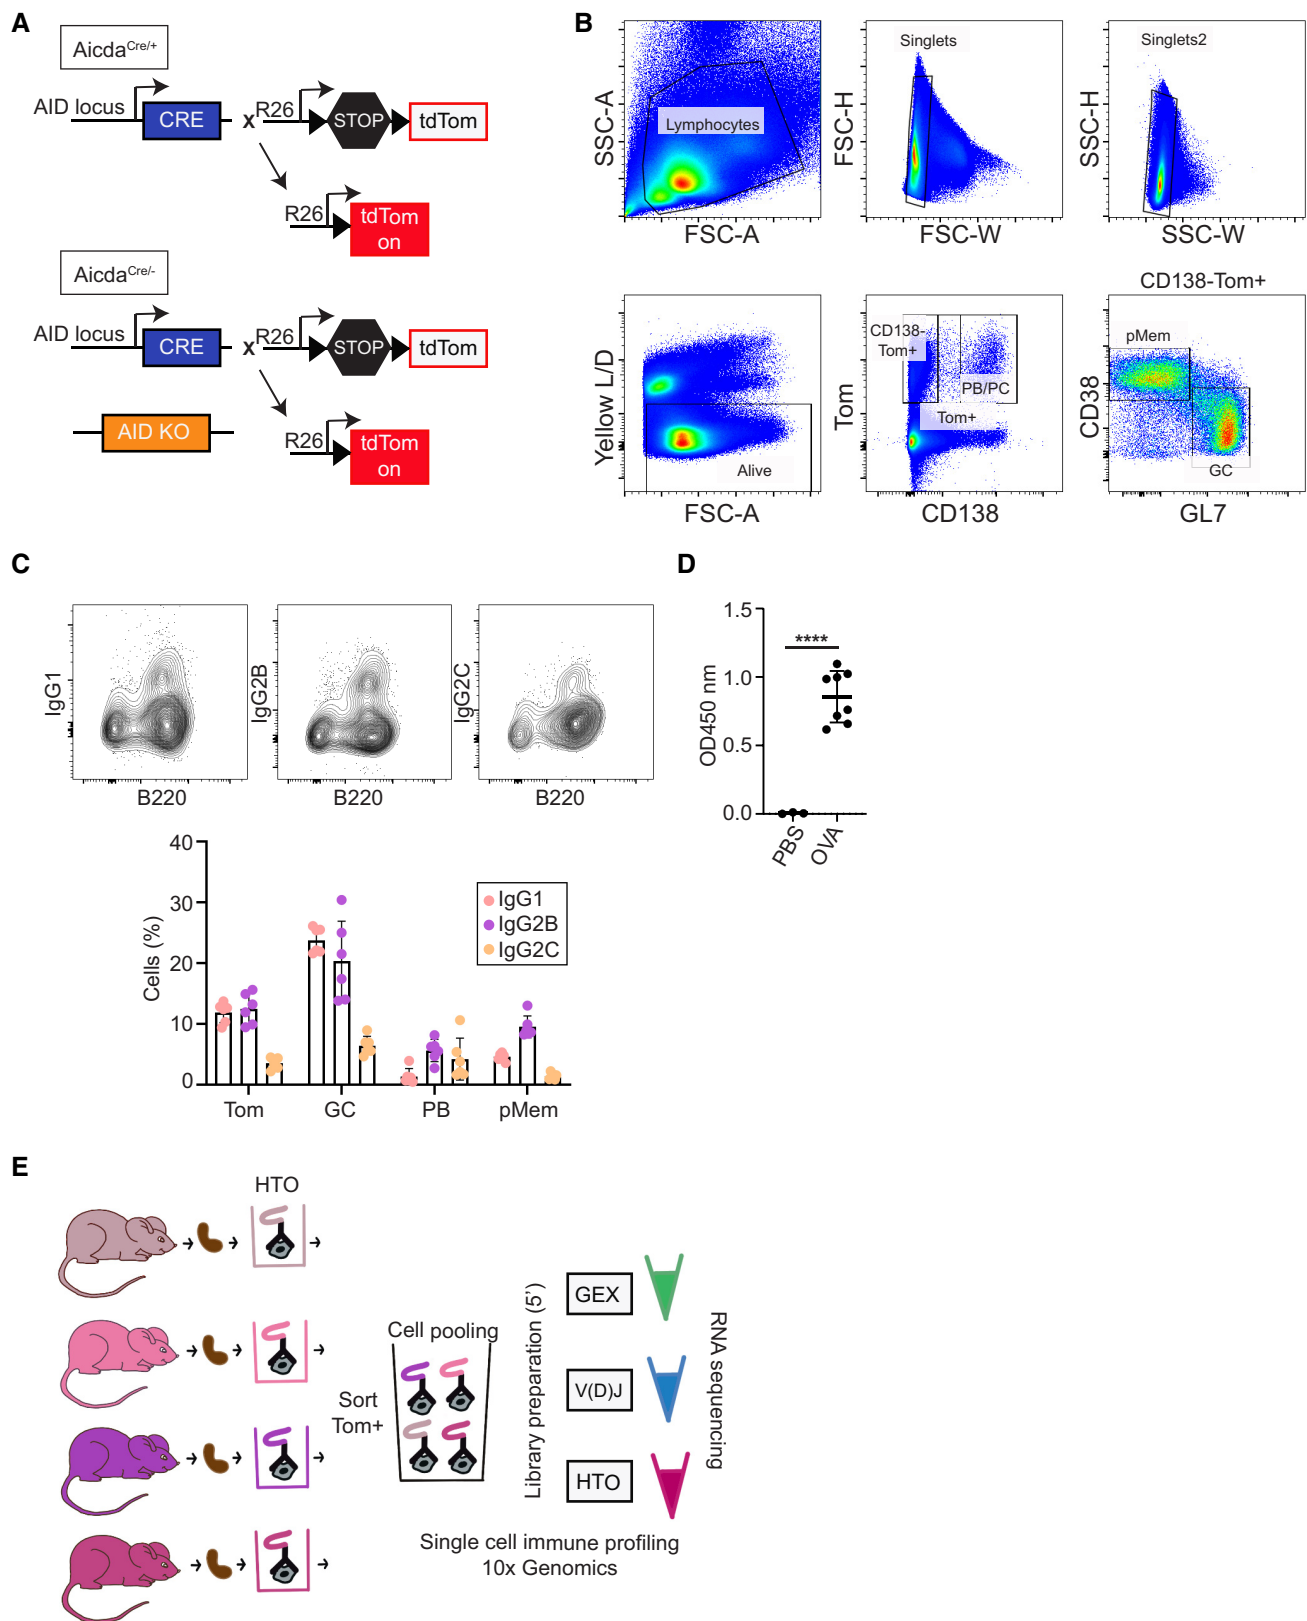 A
Aicda^Cre/+
AID locus
CRE
x
R26
STOP
tdTom
R26
tdTom
on
Aicda^Cre/-
AID locus
CRE
x
R26
STOP
tdTom
AID KO
R26
tdTom
on
B
Lymphocytes
SSC-A
FSC-A
Singlets
FSC-H
FSC-W
Singlets2
SSC-H
SSC-W
Alive
Yellow L/D
FSC-A
CD138-
Tom+
PB/PC
Tom+
Tom
CD138
CD138-Tom+
pMem
GC
CD38
GL7
C
IgG1
B220
IgG2B
B220
IgG2C
B220
Cells (%)
40
30
20
10
0
Tom
GC
PB
pMem
IgG1
IgG2B
IgG2C
D
OD450 nm
1.5
1.0
0.5
0.0
****
PBS
OVA
E
HTO
Sort
Tom+
Cell pooling
Library preparation (5')
GEX
V(D)J
HTO
RNA sequencing
Single cell immune profiling
10x Genomics